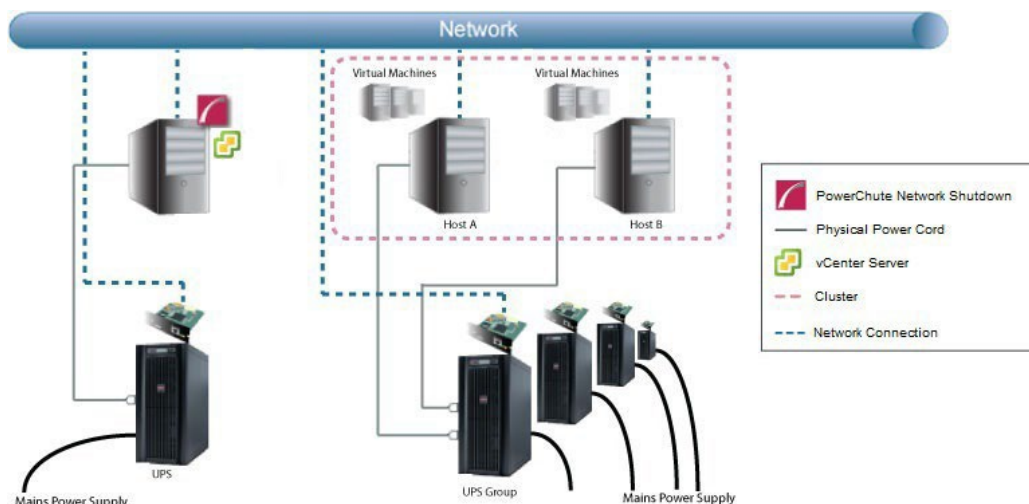 Network
Virtual Machines
Virtual Machines
Host A
Host B
PowerChute Network Shutdown
Physical Power Cord
vCenter Server
Cluster
Network Connection
UPS
UPS Group
Mains Power Supply
Mains Power Supply